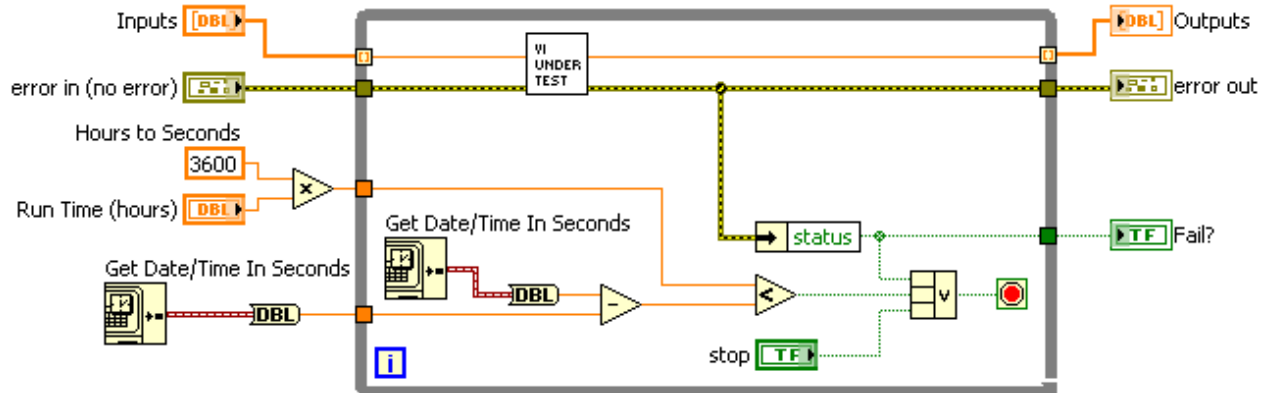 Inputs
DBL
VI
UNDER
TEST
DBL
Outputs
error in (no error)
error out
Hours to Seconds
3600
Run Time (hours)
DBL
Get Date/Time In Seconds
status
TF
Fail?
Get Date/Time In Seconds
DBL
DBL
stop
TF
i